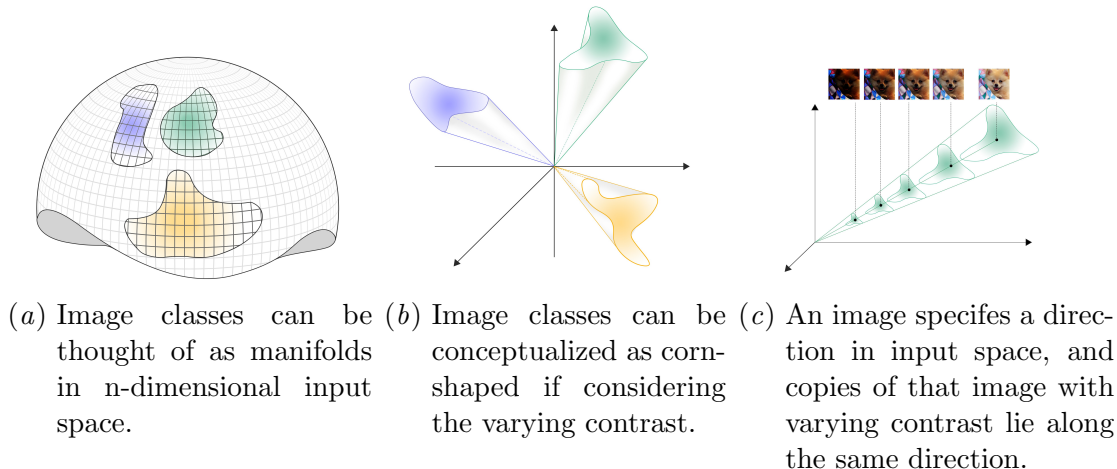 (a) Image classes can be
thought of as manifolds
in n-dimensional input
space.
(b) Image classes can be
conceptualized as corn-
shaped if considering
the varying contrast.
(c) An image specifes a direc-
tion in input space, and
copies of that image with
varying contrast lie along
the same direction.